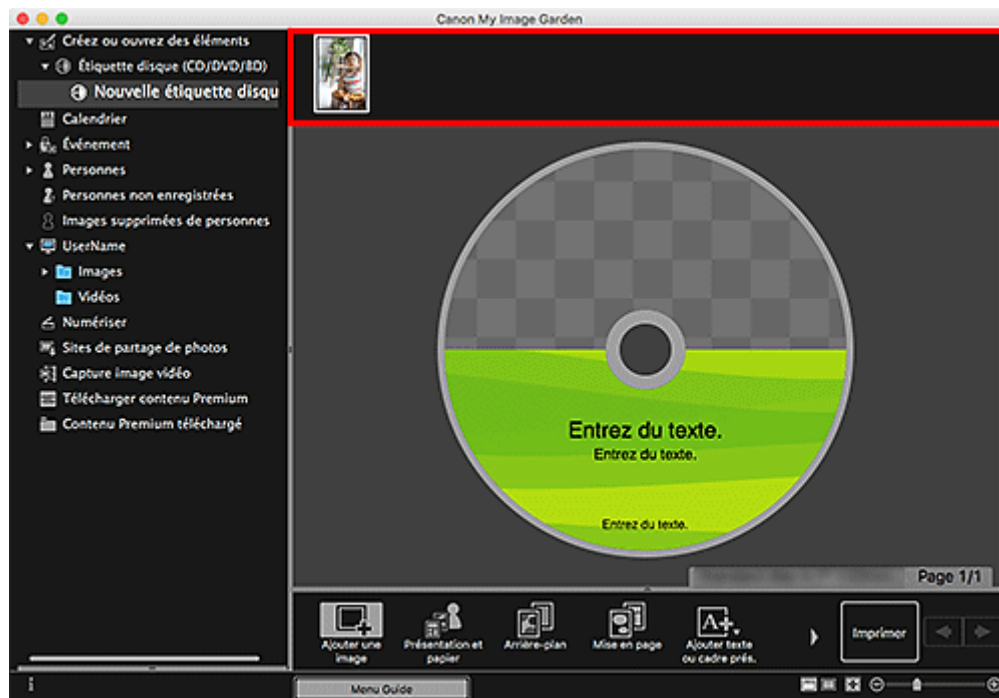 Canon My Image Garden
Créez ou ouvrez des éléments
Étiquette disque (CD/DVD/BD)
Nouvelle étiquette disqu
Calendrier
Événement
Personnes
Personnes non enregistrées
Images supprimées de personnes
UserName
Images
Vidéos
Numériser
Sites de partage de photos
Capture image vidéo
Télécharger contenu Premium
Contenu Premium téléchargé
Entrez du texte.
Entrez du texte.
Entrez du texte.
Page 1/1
Ajouter une
image
Présentation et
papier
Arrière-plan
Mise en page
Ajouter texte
ou cadre prés.
Imprimer
Menu Guide